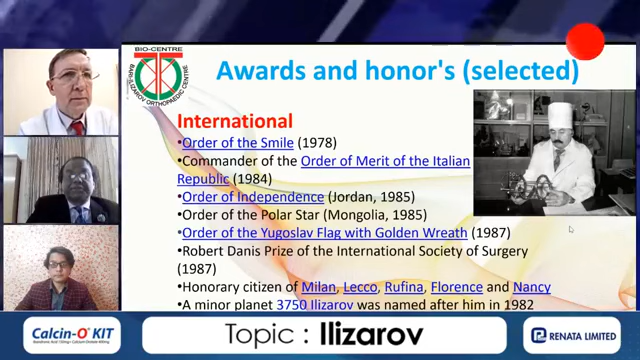 BIO-CENTRE
BARI-ILIZAROV ORTHOPAEDIC CENTRE
Awards and honor's (selected)
International
•Order of the Smile (1978)
•Commander of the Order of Merit of the Italian
Republic (1984)
•Order of Independence (Jordan, 1985)
•Order of the Polar Star (Mongolia, 1985)
•Order of the Yugoslav Flag with Golden Wreath (1987)
•Robert Danis Prize of the International Society of Surgery
(1987)
•Honorary citizen of Milan, Lecco, Rufina, Florence and Nancy
•A minor planet 3750 Ilizarov was named after him in 1982
Calcin-O KIT
Topic : Ilizarov
RENATA LIMITED